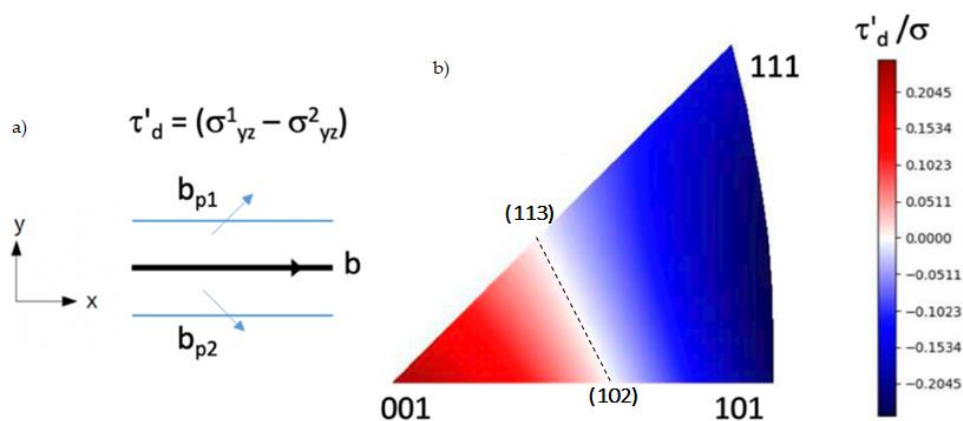 a)
τ'd = (σ¹yz − σ²yz)
bp1
b
bp2
y
x
b)
111
(113)
(102)
001
101
τ'd /σ
0.2045
0.1534
0.1023
0.0511
0.0000
−0.0511
−0.1023
−0.1534
−0.2045